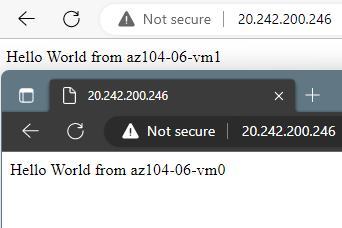 Not secure 20.242.200.246
Hello World from az104-06-vm1
20.242.200.246
Not secure 20.242.200.246
Hello World from az104-06-vm0